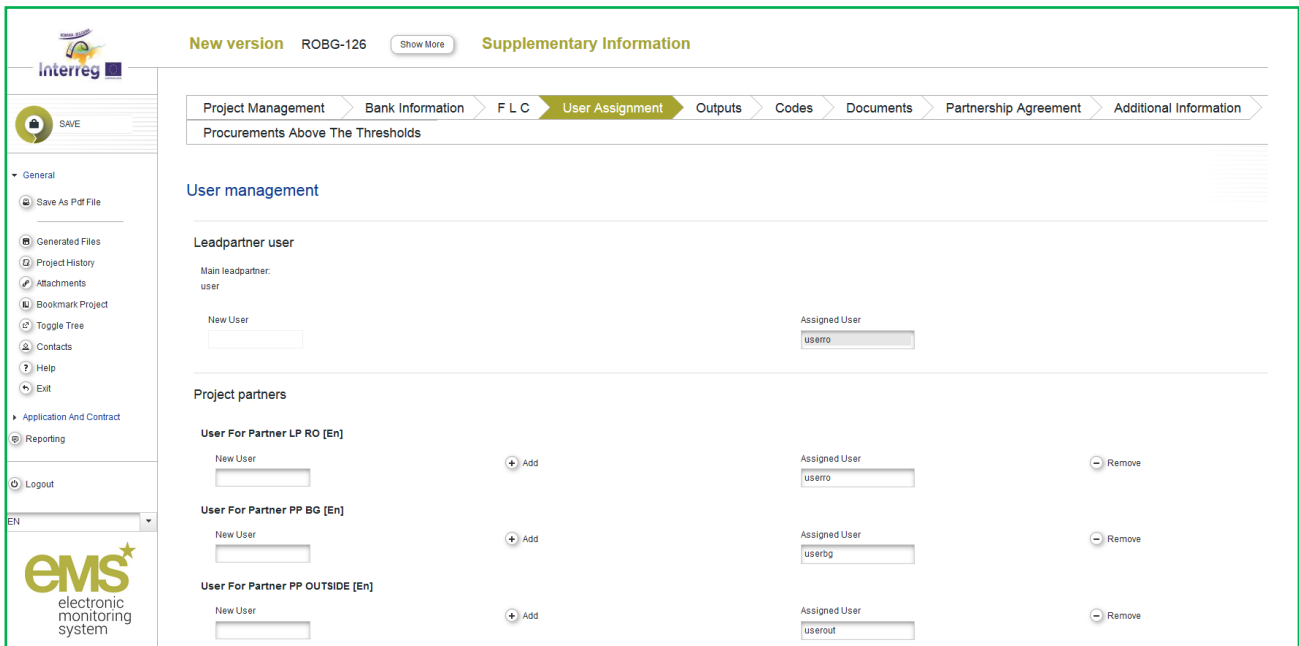 New version ROBG-126 Show More Supplementary Information
Interreg
SAVE
Project Management Bank Information F L C User Assignment Outputs Codes Documents Partnership Agreement Additional Information
Procurements Above The Thresholds
General
Save As Pdf File
Generated Files
Project History
Attachments
Bookmark Project
Toggle Tree
Contacts
Help
Exit
Application And Contract
Reporting
Logout
EN
eMS
electronic
monitoring
system
User management
Leadpartner user
Main leadpartner:
user
New User Assigned User
userro
Project partners
User For Partner LP RO [En]
New User Add Assigned User Remove
userro
User For Partner PP BG [En]
New User Add Assigned User Remove
userbg
User For Partner PP OUTSIDE [En]
New User Add Assigned User Remove
userout